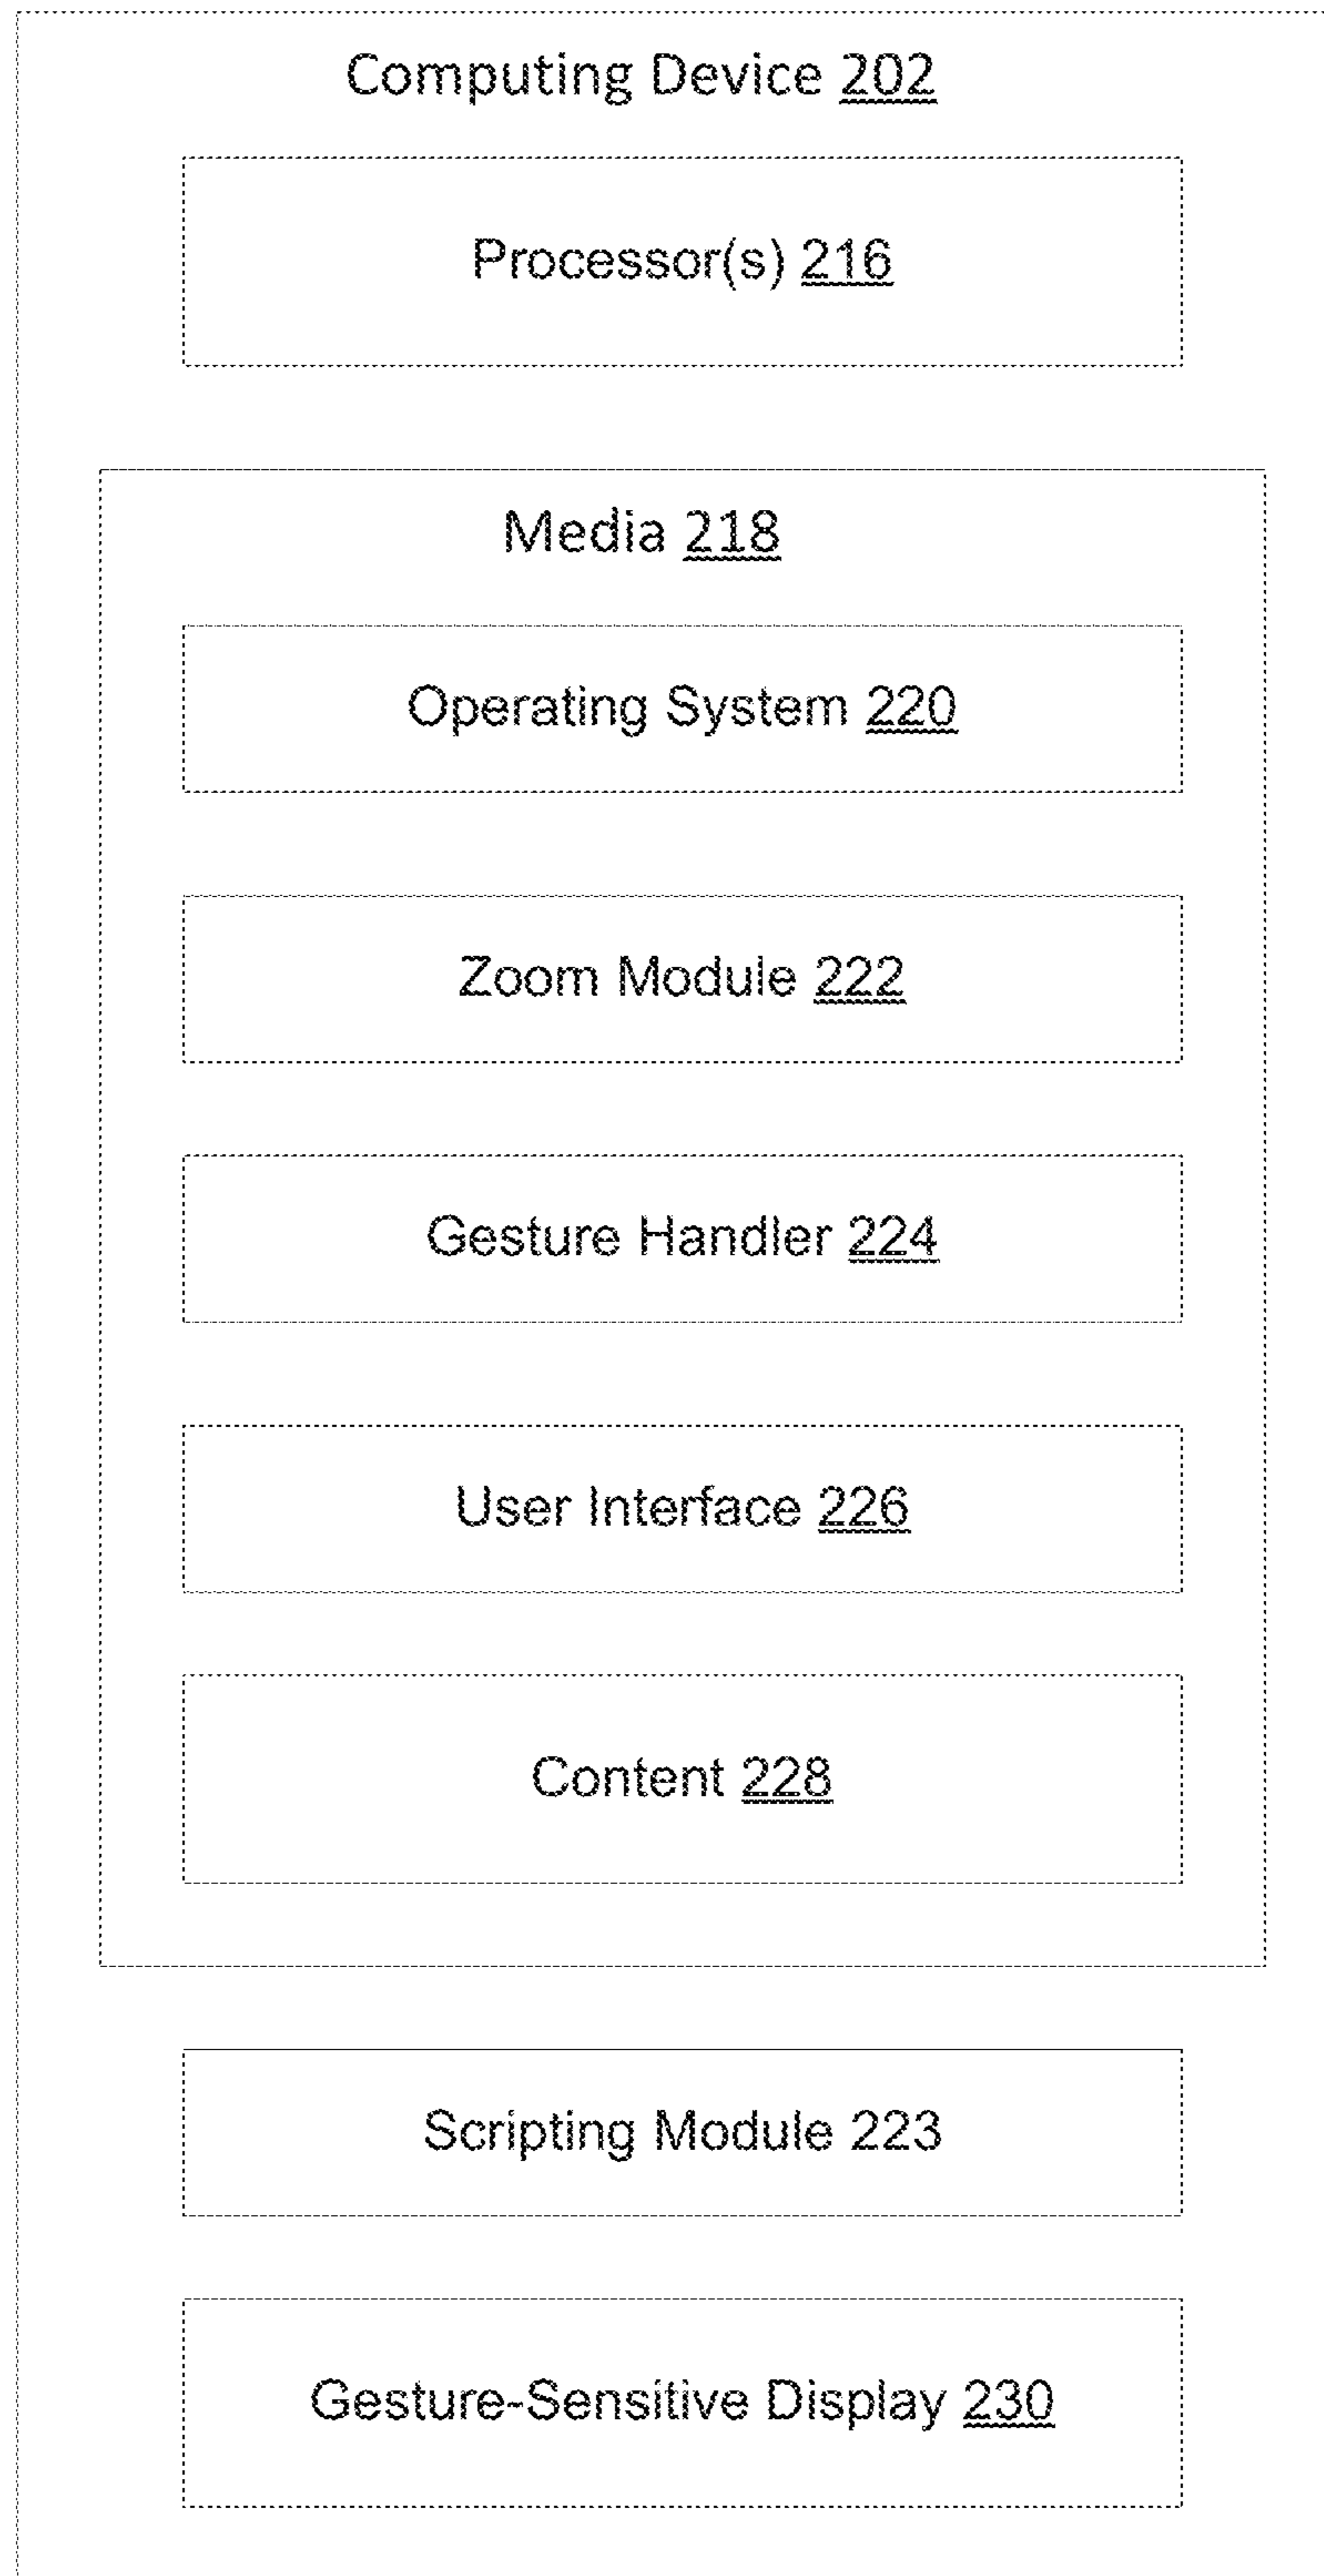 Computing Device 202
Processor(s) 216
Media 218
Operating System 220
Zoom Module 222
Gesture Handler 224
User Interface 226
Content 228
Scripting Module 223
Gesture-Sensitive Display 230